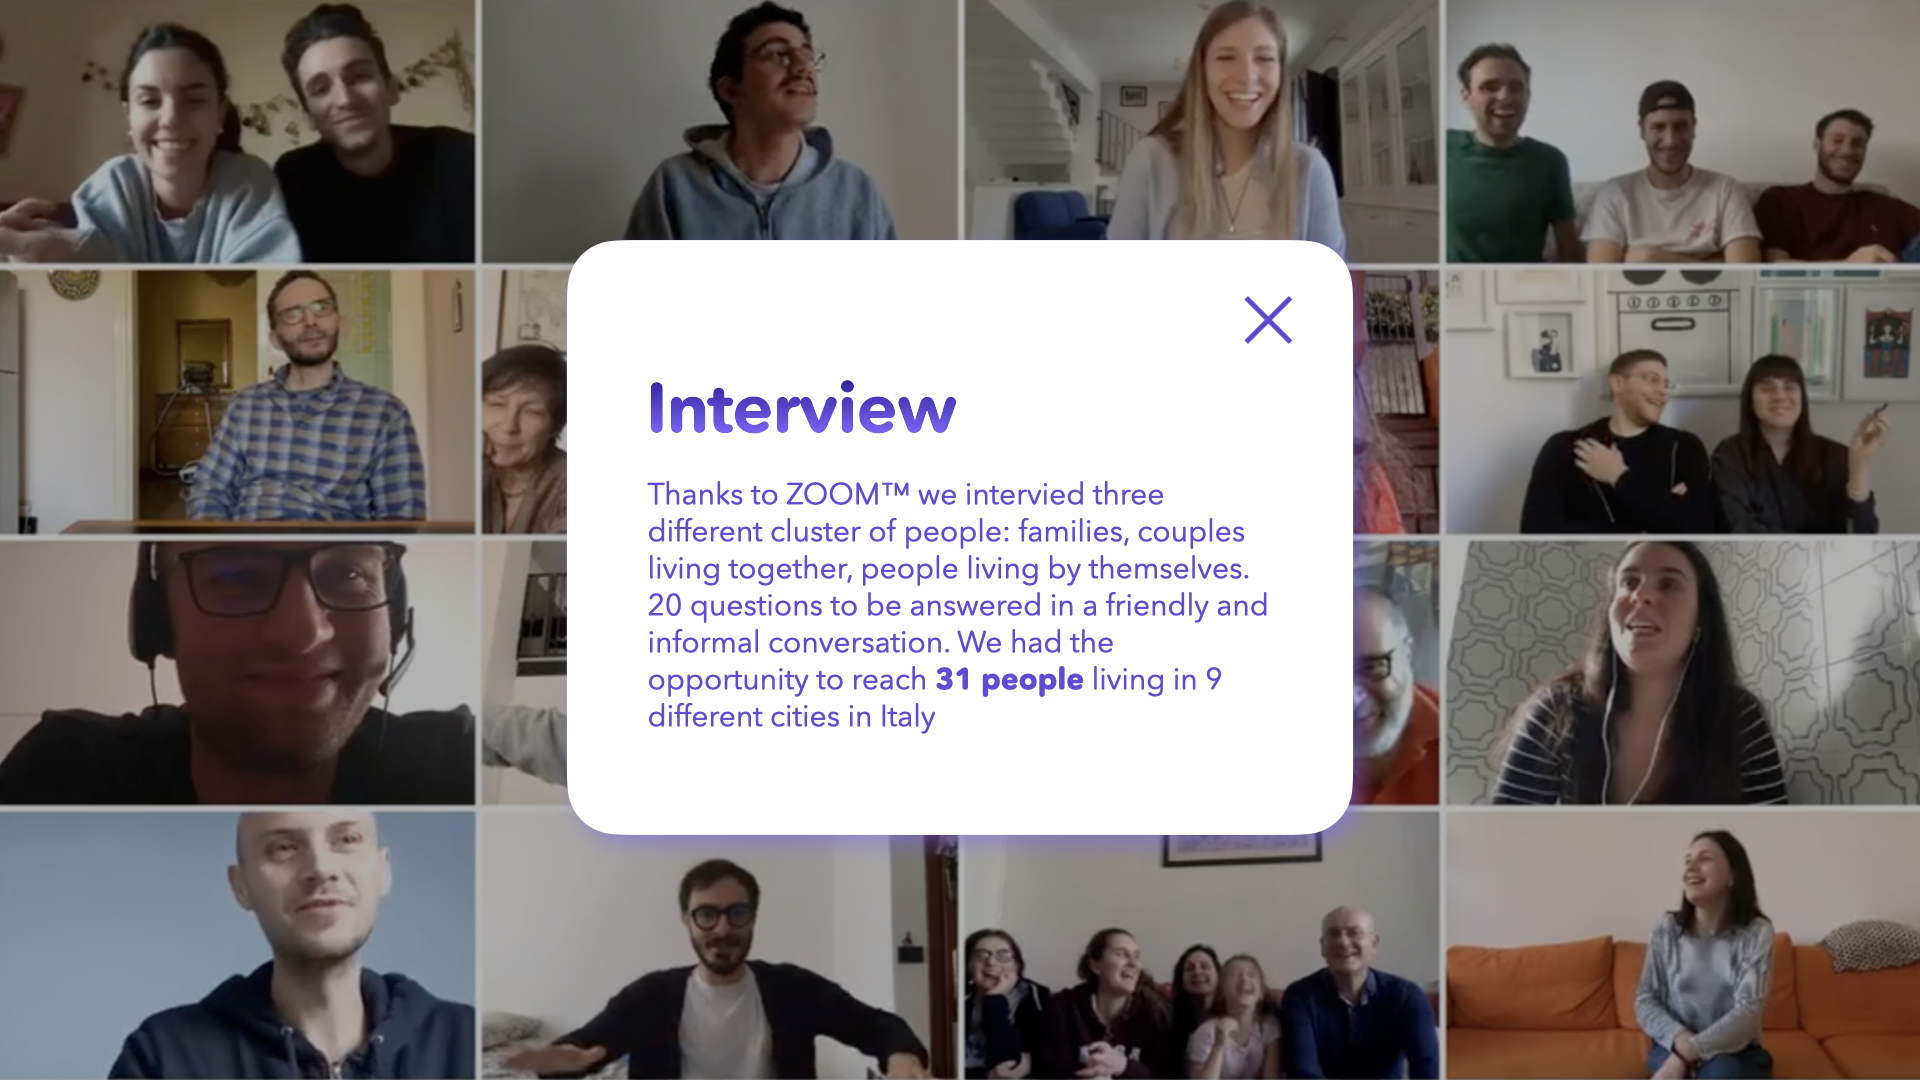 Interview
Thanks to ZOOM™ we intervied three
different cluster of people: families, couples
living together, people living by themselves.
20 questions to be answered in a friendly and
informal conversation. We had the
opportunity to reach 31 people living in 9
different cities in Italy